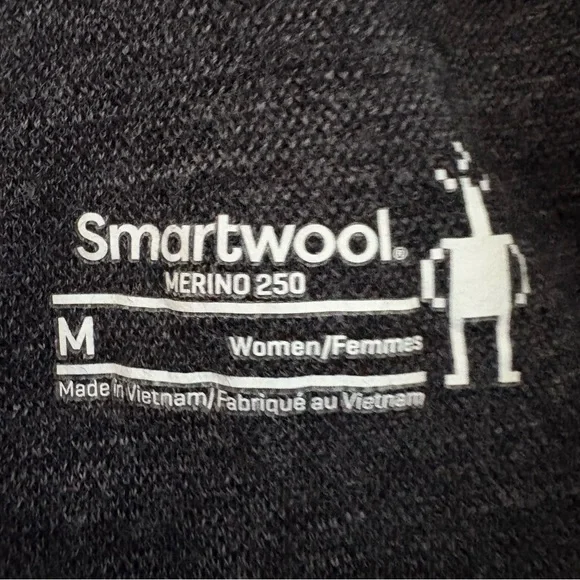 Smartwool®
MERINO 250
M
Women/Femmes
Made in Vietnam/Fabriqué au Vietnam